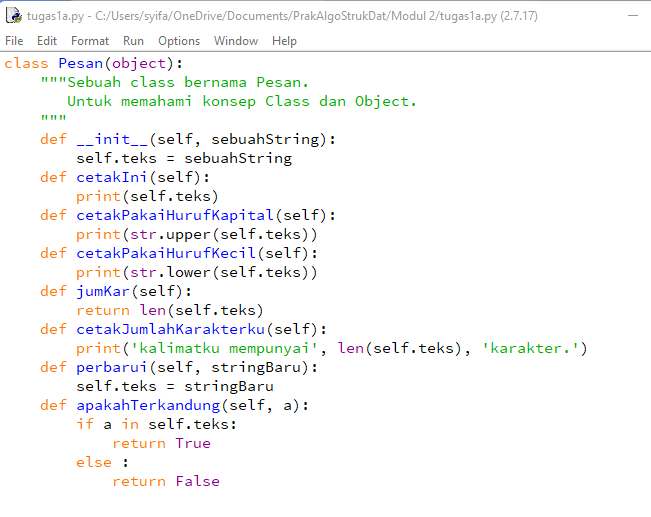 tugas1a.py - C:/Users/syifa/OneDrive/Documents/PrakAlgoStrukDat/Modul 2/tugas1a.py (2.7.17)
File Edit Format Run Options Window Help
class Pesan(object):
    """Sebuah class bernama Pesan.
       Untuk memahami konsep Class dan Object.
    """
    def __init__(self, sebuahString):
        self.teks = sebuahString
    def cetakIni(self):
        print(self.teks)
    def cetakPakaiHurufKapital(self):
        print(str.upper(self.teks))
    def cetakPakaiHurufKecil(self):
        print(str.lower(self.teks))
    def jumKar(self):
        return len(self.teks)
    def cetakJumlahKarakterku(self):
        print('kalimatku mempunyai', len(self.teks), 'karakter.')
    def perbarui(self, stringBaru):
        self.teks = stringBaru
    def apakahTerkandung(self, a):
        if a in self.teks:
            return True
        else :
            return False